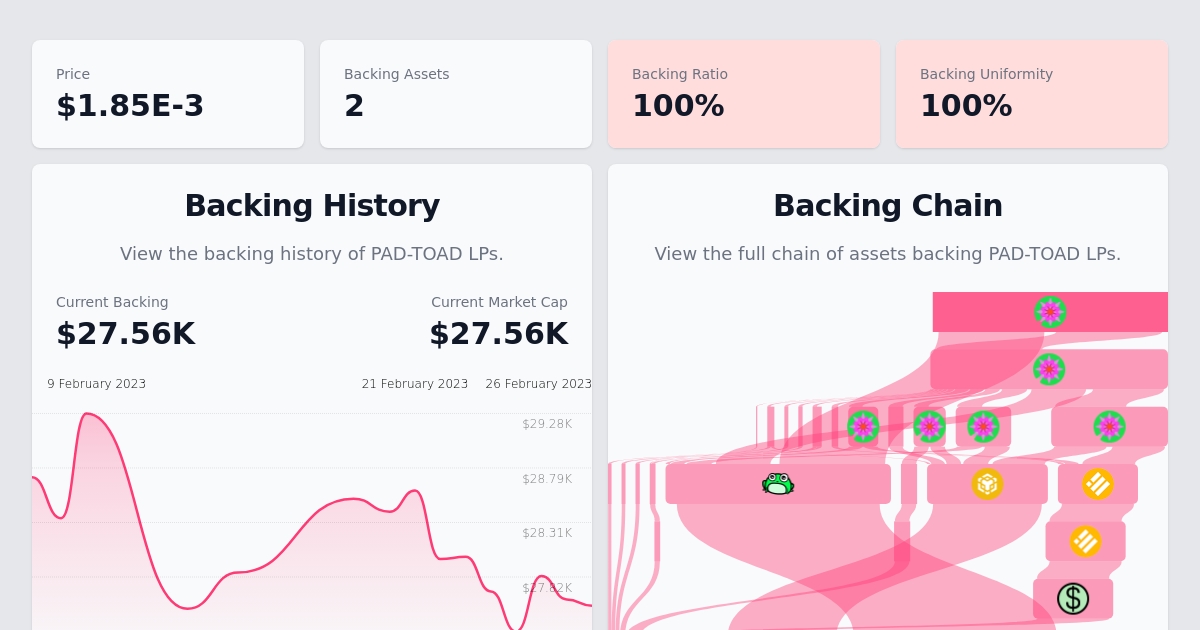 Price
$1.85E-3
Backing Assets
2
Backing Ratio
100%
Backing Uniformity
100%
Backing History
View the backing history of PAD-TOAD LPs.
Current Backing
$27.56K
Current Market Cap
$27.56K
9 February 2023
21 February 2023
26 February 2023
$29.28K
$28.79K
$28.31K
$27.82K
Backing Chain
View the full chain of assets backing PAD-TOAD LPs.
$